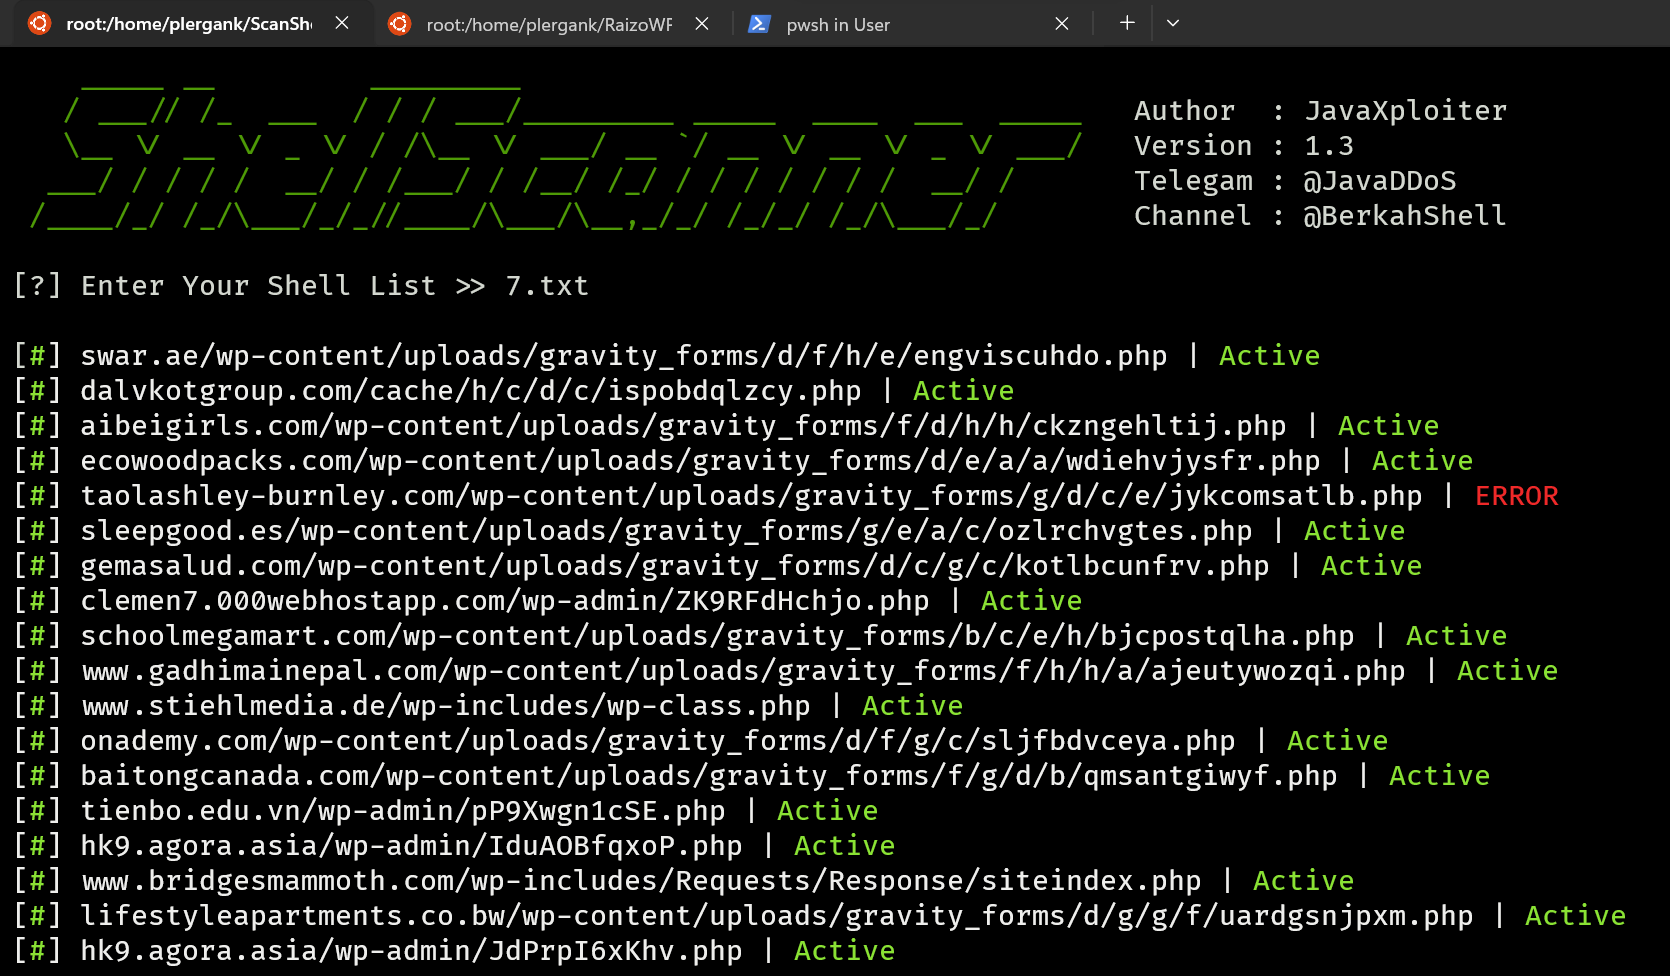 root:/home/plergank/ScanSh
root:/home/plergank/RaizoWP
pwsh in User
ShellScanner
Author : JavaXploiter
Version : 1.3
Telegam : @JavaDDoS
Channel : @BerkahShell
[?] Enter Your Shell List >> 7.txt
[#] swar.ae/wp-content/uploads/gravity_forms/d/f/h/e/engviscuhdo.php | Active
[#] dalvkotgroup.com/cache/h/c/d/c/ispobdqlzcy.php | Active
[#] aibeigirls.com/wp-content/uploads/gravity_forms/f/d/h/h/ckzngehltij.php | Active
[#] ecowoodpacks.com/wp-content/uploads/gravity_forms/d/e/a/a/wdiehvjysfr.php | Active
[#] taolashley-burnley.com/wp-content/uploads/gravity_forms/g/d/c/e/jykcomsatlb.php | ERROR
[#] sleepgood.es/wp-content/uploads/gravity_forms/g/e/a/c/ozlrchvgtes.php | Active
[#] gemasalud.com/wp-content/uploads/gravity_forms/d/c/g/c/kotlbcunfrv.php | Active
[#] clemen7.000webhostapp.com/wp-admin/ZK9RFdHchjo.php | Active
[#] schoolmegamart.com/wp-content/uploads/gravity_forms/b/c/e/h/bjcpostqlha.php | Active
[#] www.gadhimainepal.com/wp-content/uploads/gravity_forms/f/h/h/a/ajeutywozqi.php | Active
[#] www.stiehlmedia.de/wp-includes/wp-class.php | Active
[#] onademy.com/wp-content/uploads/gravity_forms/d/f/g/c/sljfbdvceya.php | Active
[#] baitongcanada.com/wp-content/uploads/gravity_forms/f/g/d/b/qmsantgiwyf.php | Active
[#] tienbo.edu.vn/wp-admin/pP9Xwgn1cSE.php | Active
[#] hk9.agora.asia/wp-admin/IduAOBfqxoP.php | Active
[#] www.bridgesmammoth.com/wp-includes/Requests/Response/siteindex.php | Active
[#] lifestyleapartments.co.bw/wp-content/uploads/gravity_forms/d/g/g/f/uardgsnjpxm.php | Active
[#] hk9.agora.asia/wp-admin/JdPrpI6xKhv.php | Active